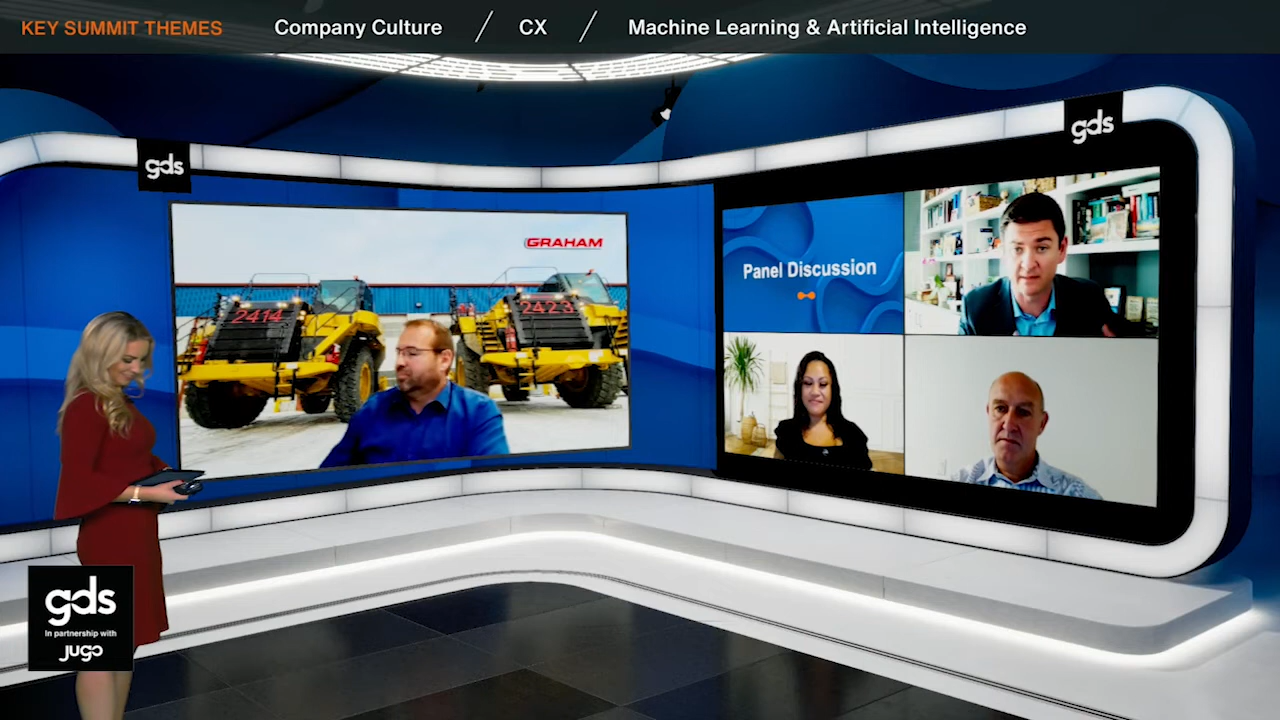 KEY SUMMIT THEMES Company Culture / CX / Machine Learning & Artificial Intelligence
gds
gds
GRAHAM
2414
2423
Panel Discussion
gds
In partnership with
jugo